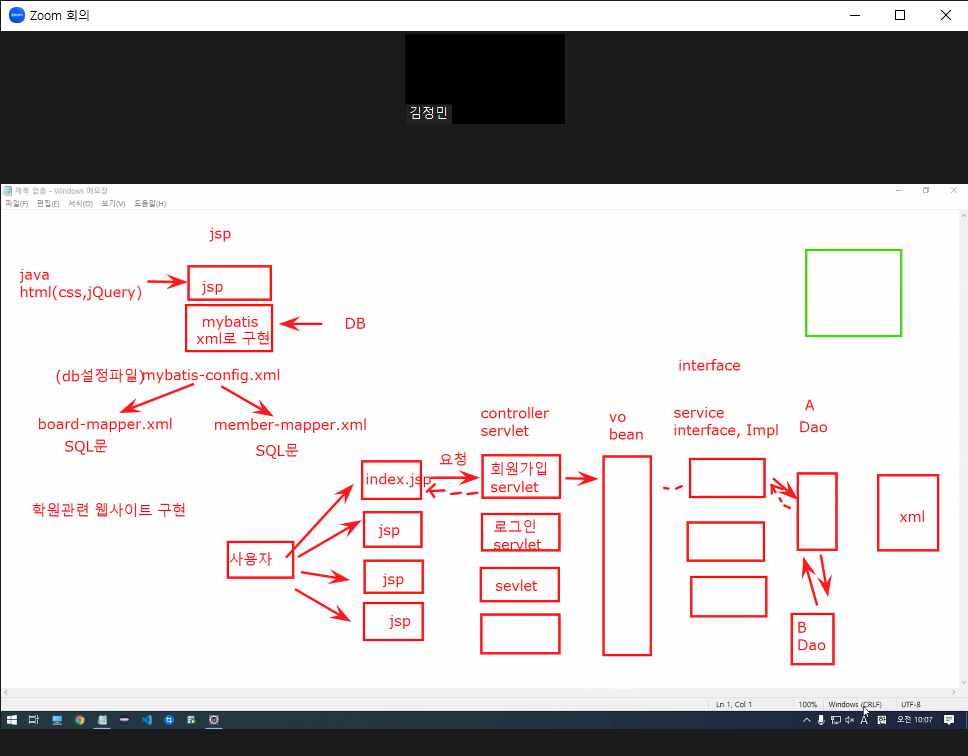 Zoom 회의
김정민
제목 없음 - Windows 메모장
파일(F) 편집(E) 서식(O) 보기(V) 도움말(H)
jsp
java
html(css,jQuery)
jsp
mybatis
xml로 구현
DB
(db설정파일)mybatis-config.xml
board-mapper.xml
SQL문
member-mapper.xml
SQL문
학원관련 웹사이트 구현
사용자
index.jsp
jsp
jsp
jsp
요청
controller
servlet
회원가입
servlet
로그인
servlet
sevlet
vo
bean
interface
service
interface, Impl
A
Dao
B
Dao
xml
Ln 1, Col 1
100%
Windows (CRLF)
UTF-8
A
오전 10:07